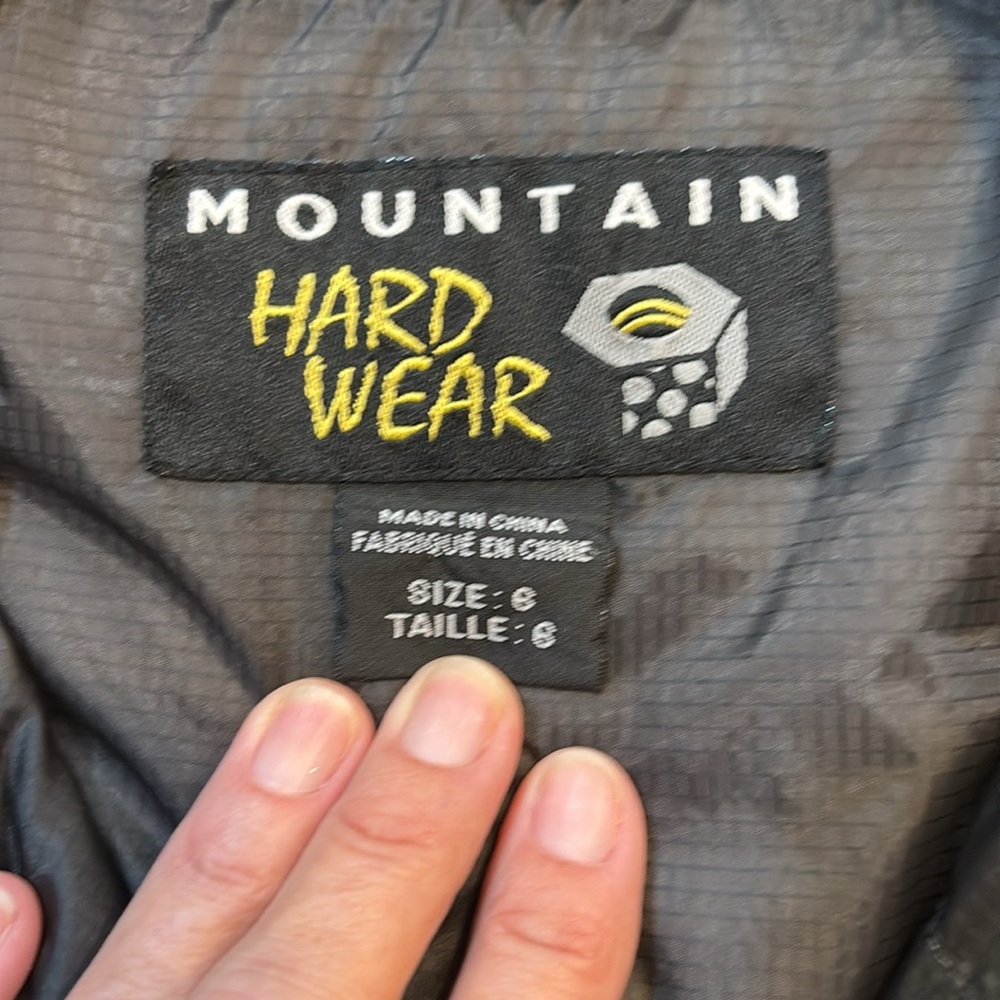 MOUNTAIN
HARD
WEAR
MADE IN CHINA
FABRIQUÉ EN CHINE
SIZE: 6
TAILLE: 6